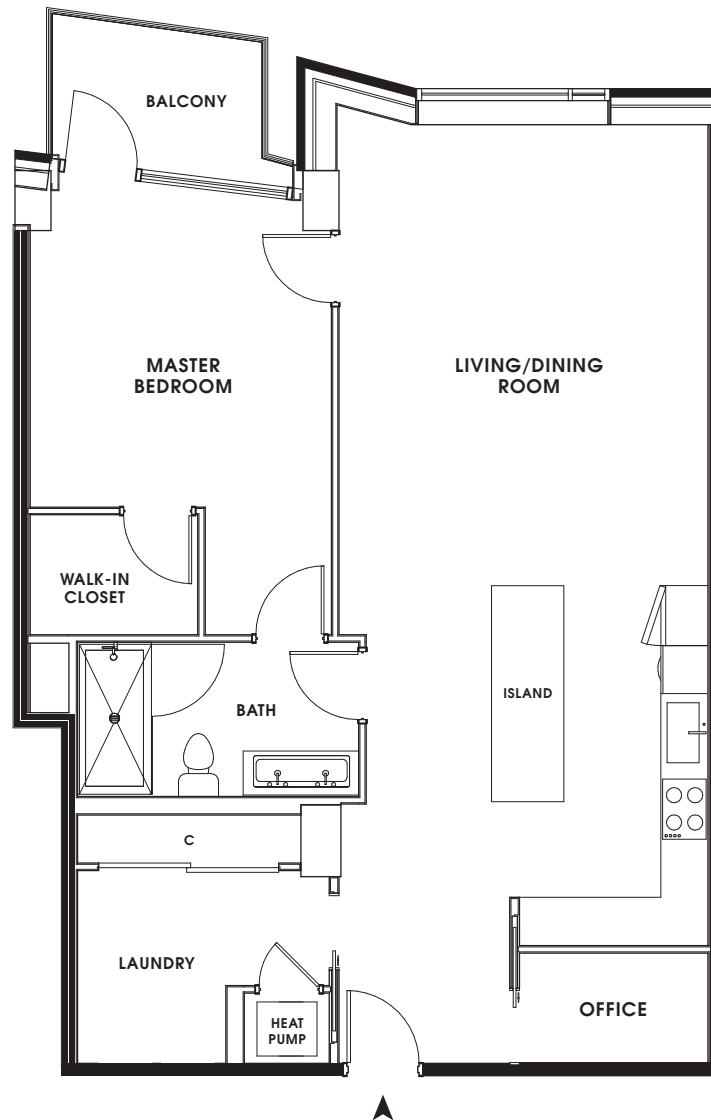 BALCONY
MASTER
BEDROOM
LIVING/DINING
ROOM
WALK-IN
CLOSET
ISLAND
BATH
C
LAUNDRY
OFFICE
HEAT
PUMP